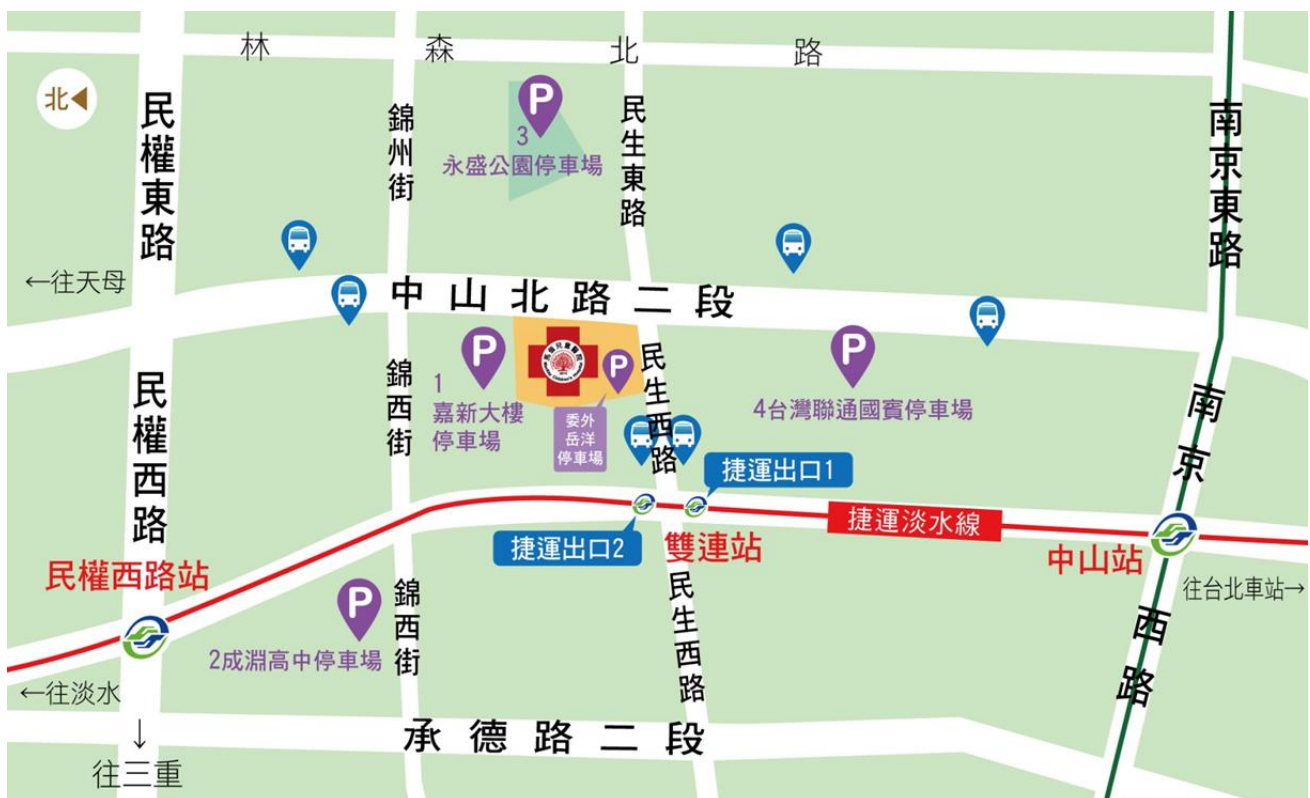 林森北路
北
民權東路
錦州街
P
3
永盛公園停車場
民生東路
南京東路
←往天母
中山北路二段
民權西路
錦西街
P
1
嘉新大樓
停車場
馬偕兒童醫院
P
委外
岳洋
停車場
民生西路
P
4台灣聯通國賓停車場
南京西路
捷運出口1
捷運出口2
雙連站
捷運淡水線
中山站
往台北車站→
民權西路站
P
2成淵高中停車場
錦西街
民生西路
←往淡水
↓
往三重
承德路二段